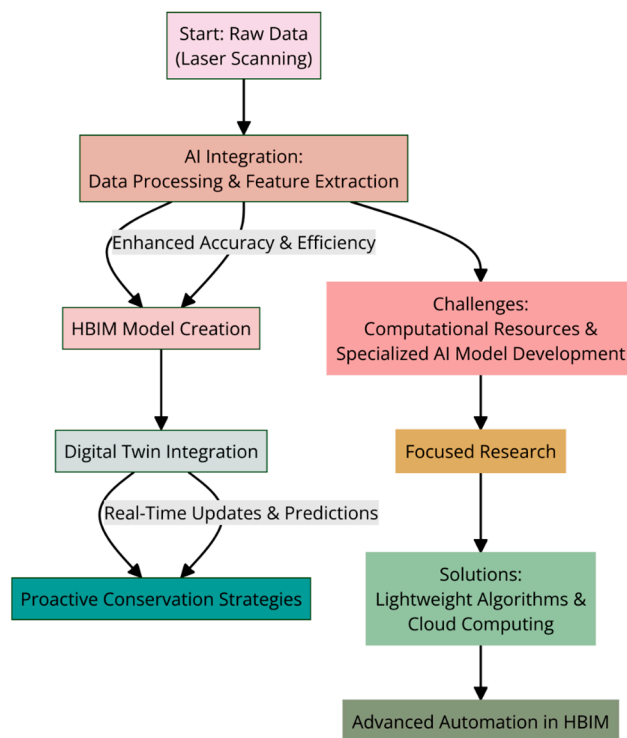 Start: Raw Data
(Laser Scanning)
AI Integration:
Data Processing & Feature Extraction
Enhanced Accuracy & Efficiency
HBIM Model Creation
Challenges:
Computational Resources &
Specialized AI Model Development
Digital Twin Integration
Focused Research
Real-Time Updates & Predictions
Proactive Conservation Strategies
Solutions:
Lightweight Algorithms &
Cloud Computing
Advanced Automation in HBIM